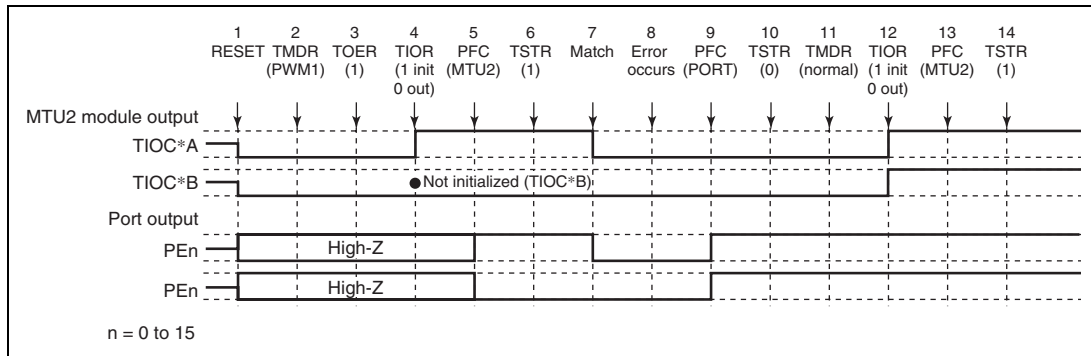 1 2 3 4 5 6 7 8 9 10 11 12 13 14
RESET TMDR TOER TIOR PFC TSTR Match Error PFC TSTR TMDR TIOR PFC TSTR
(PWM1) (1) (1 init (MTU2) (1) occurs (PORT) (0) (normal) (1 init (MTU2) (1)
0 out) 0 out)
MTU2 module output
TIOC*A
TIOC*B
Not initialized (TIOC*B)
Port output
PEn
High-Z
PEn
High-Z
n = 0 to 15